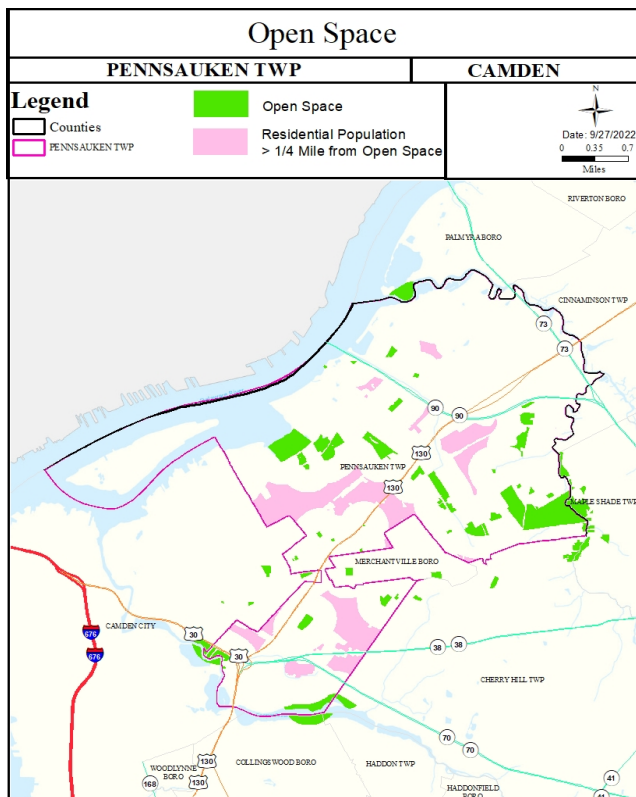 Open Space
PENNSAUKEN TWP
CAMDEN
Legend
Counties
PENNSAUKEN TWP
Open Space
Residential Population
> 1/4 Mile from Open Space
N
Date: 9/27/2022
0 0.35 0.7
Miles
RIVERTON BORO
PALMYRA BORO
CINNAMINSON TWP
73
73
90
90
130
PENNSAUKEN TWP
130
MAPLE SHADE TWP
MERCHANTVILLE BORO
CAMDEN CITY
676
676
30
30
38
38
CHERRY HILL TWP
70
70
130
WOODLYNNE
BORO
COLLINGSWOOD BORO
HADDON TWP
168
130
41
HADDONFIELD
BORO
41